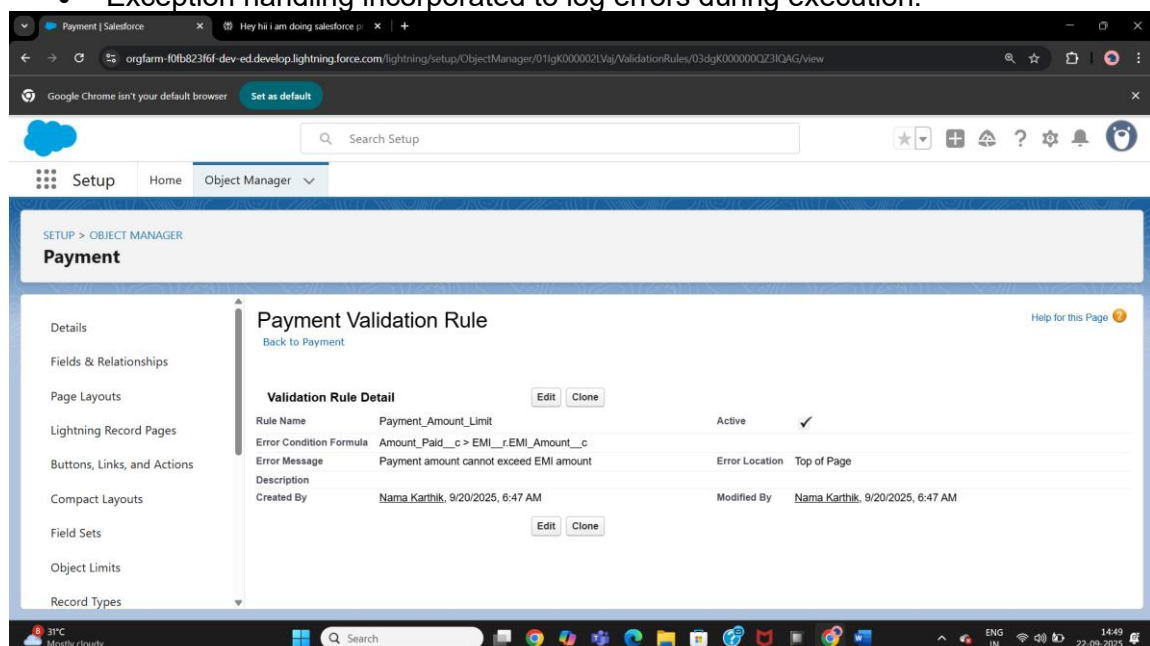 • Exception handling incorporated to log errors during execution.
Payment | Salesforce
Hey hii i am doing salesforce pr
orgfarm-f0fb823f6f-dev-ed.develop.lightning.force.com/lightning/setup/ObjectManager/01IgK000002LVaj/ValidationRules/03dgK000000QZ3IQAG/view
Google Chrome isn't your default browser Set as default
Search Setup
Setup Home Object Manager
SETUP > OBJECT MANAGER
Payment
Details
Fields & Relationships
Page Layouts
Lightning Record Pages
Buttons, Links, and Actions
Compact Layouts
Field Sets
Object Limits
Record Types
Payment Validation Rule
Help for this Page
Back to Payment
Validation Rule Detail Edit Clone
Rule Name Payment_Amount_Limit Active ✓
Error Condition Formula Amount_Paid__c > EMI__r.EMI_Amount__c
Error Message Payment amount cannot exceed EMI amount Error Location Top of Page
Description
Created By Nama Karthik, 9/20/2025, 6:47 AM Modified By Nama Karthik, 9/20/2025, 6:47 AM
Edit Clone
8 31°C
Mostly cloudy
Search
ENG
IN
14:49
22-09-2025